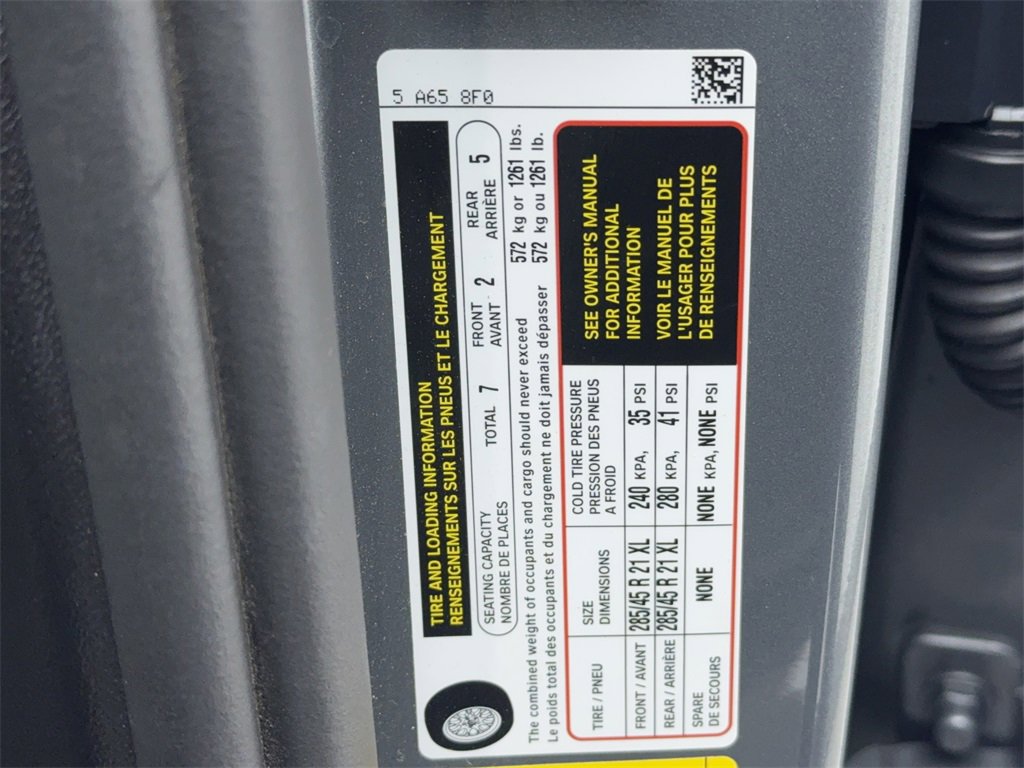 5 A65 8F0
TIRE AND LOADING INFORMATION
RENSEIGNEMENTS SUR LES PNEUS ET LE CHARGEMENT
SEATING CAPACITY
NOMBRE DE PLACES
TOTAL 7
FRONT
AVANT 2
REAR
ARRIÈRE 5
The combined weight of occupants and cargo should never exceed 572 kg or 1261 lbs.
Le poids total des occupants et du chargement ne doit jamais dépasser 572 kg ou 1261 lb.
TIRE / PNEU
SIZE
DIMENSIONS
COLD TIRE PRESSURE
PRESSION DES PNEUS
A FROID
FRONT / AVANT 285/45 R 21 XL 240 KPA, 35 PSI
REAR / ARRIÈRE 285/45 R 21 XL 280 KPA, 41 PSI
SPARE
DE SECOURS
NONE NONE KPA, NONE PSI
SEE OWNER'S MANUAL
FOR ADDITIONAL
INFORMATION
VOIR LE MANUEL DE
L'USAGER POUR PLUS
DE RENSEIGNEMENTS